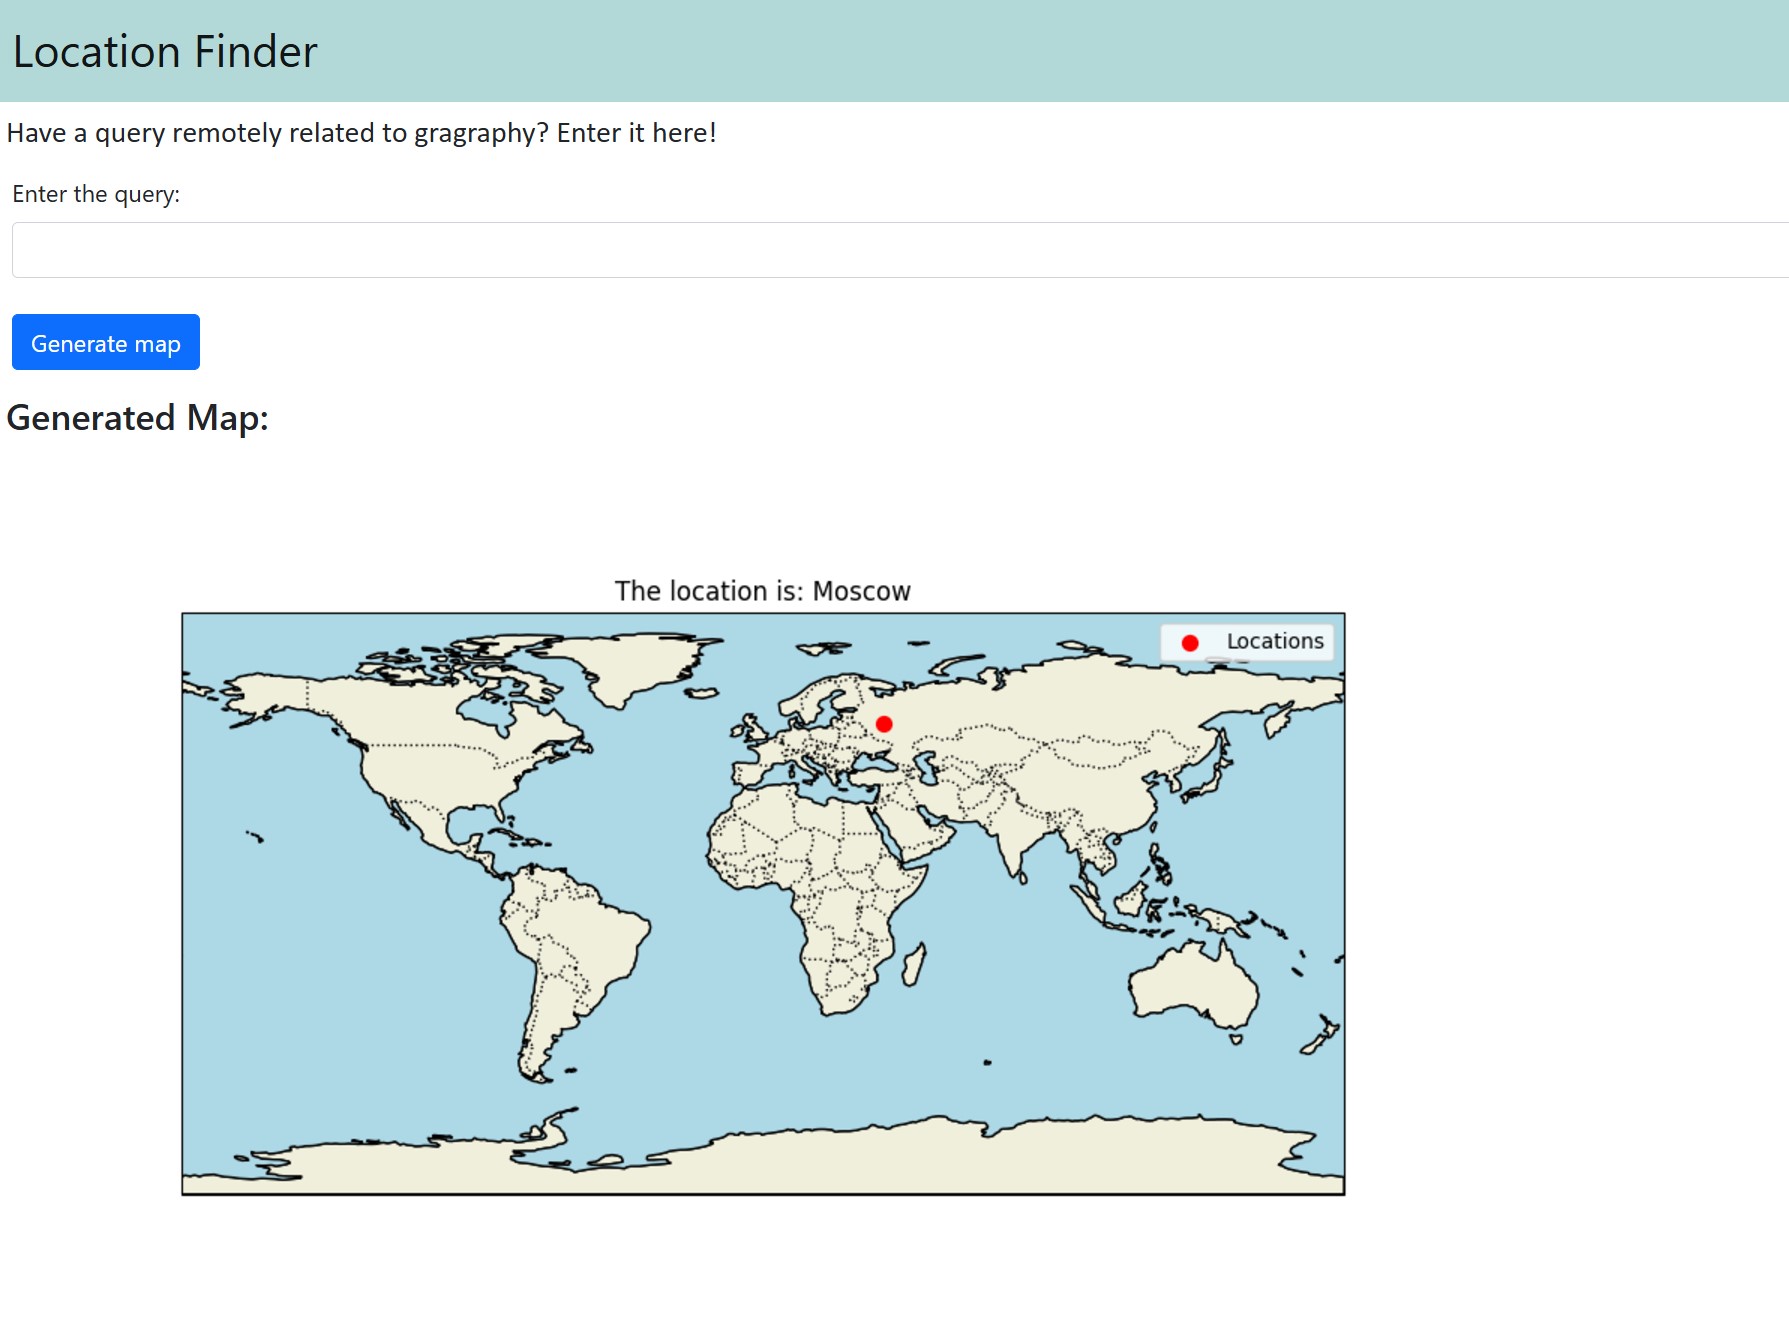 Location Finder
Have a query remotely related to gragraphy? Enter it here!
Enter the query:
Generate map
Generated Map:
The location is: Moscow
Locations